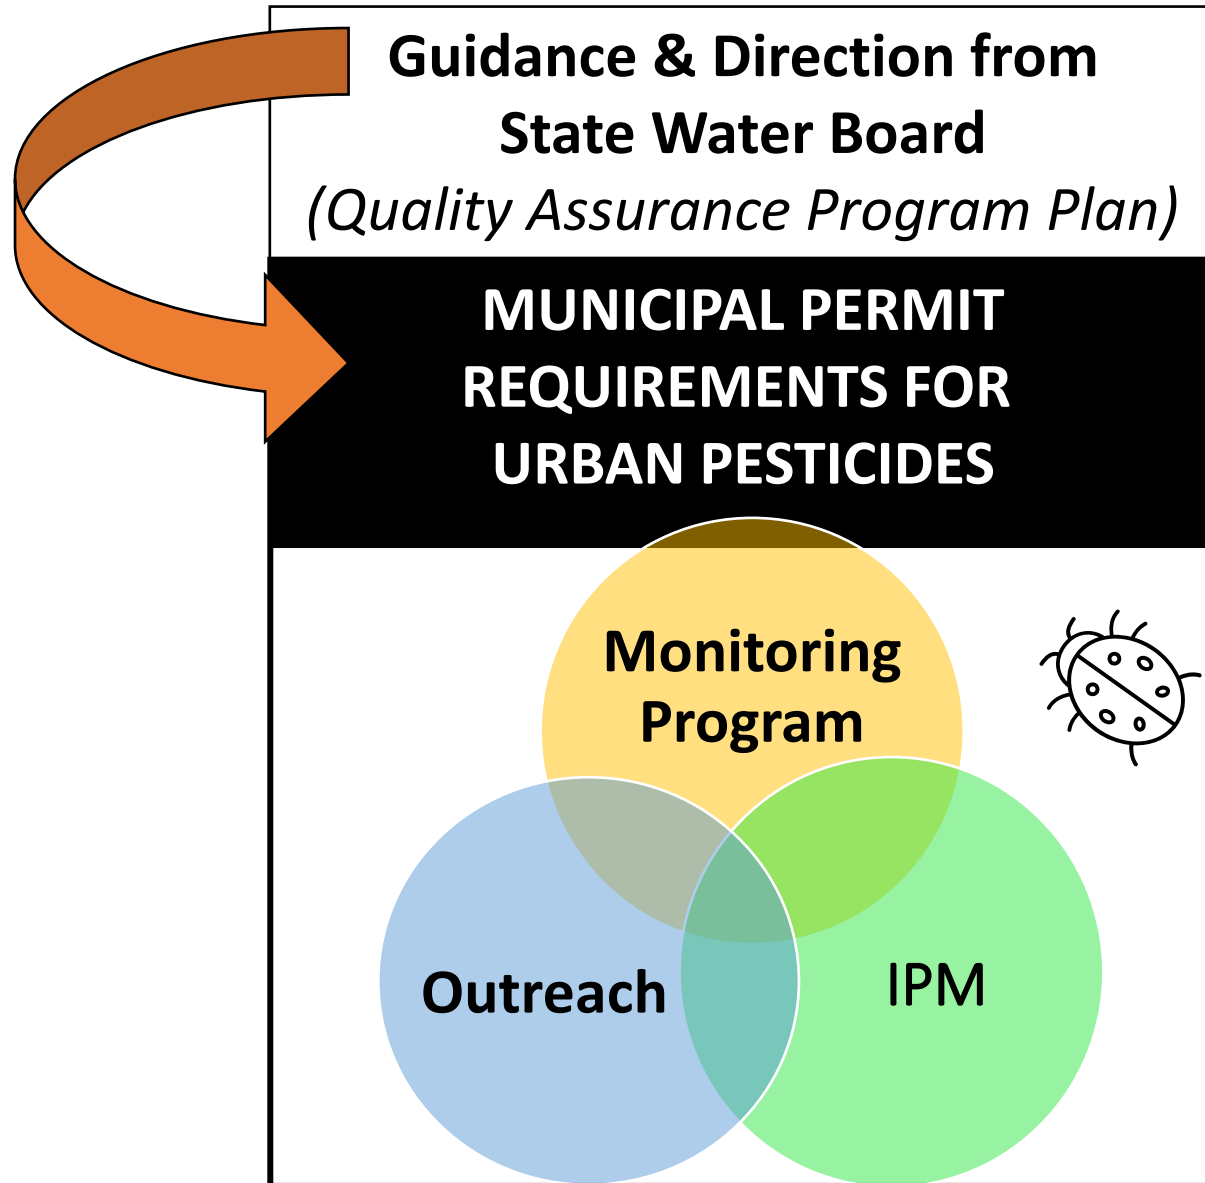 Guidance & Direction from
State Water Board
(Quality Assurance Program Plan)
MUNICIPAL PERMIT
REQUIREMENTS FOR
URBAN PESTICIDES
Monitoring
Program
Outreach
IPM